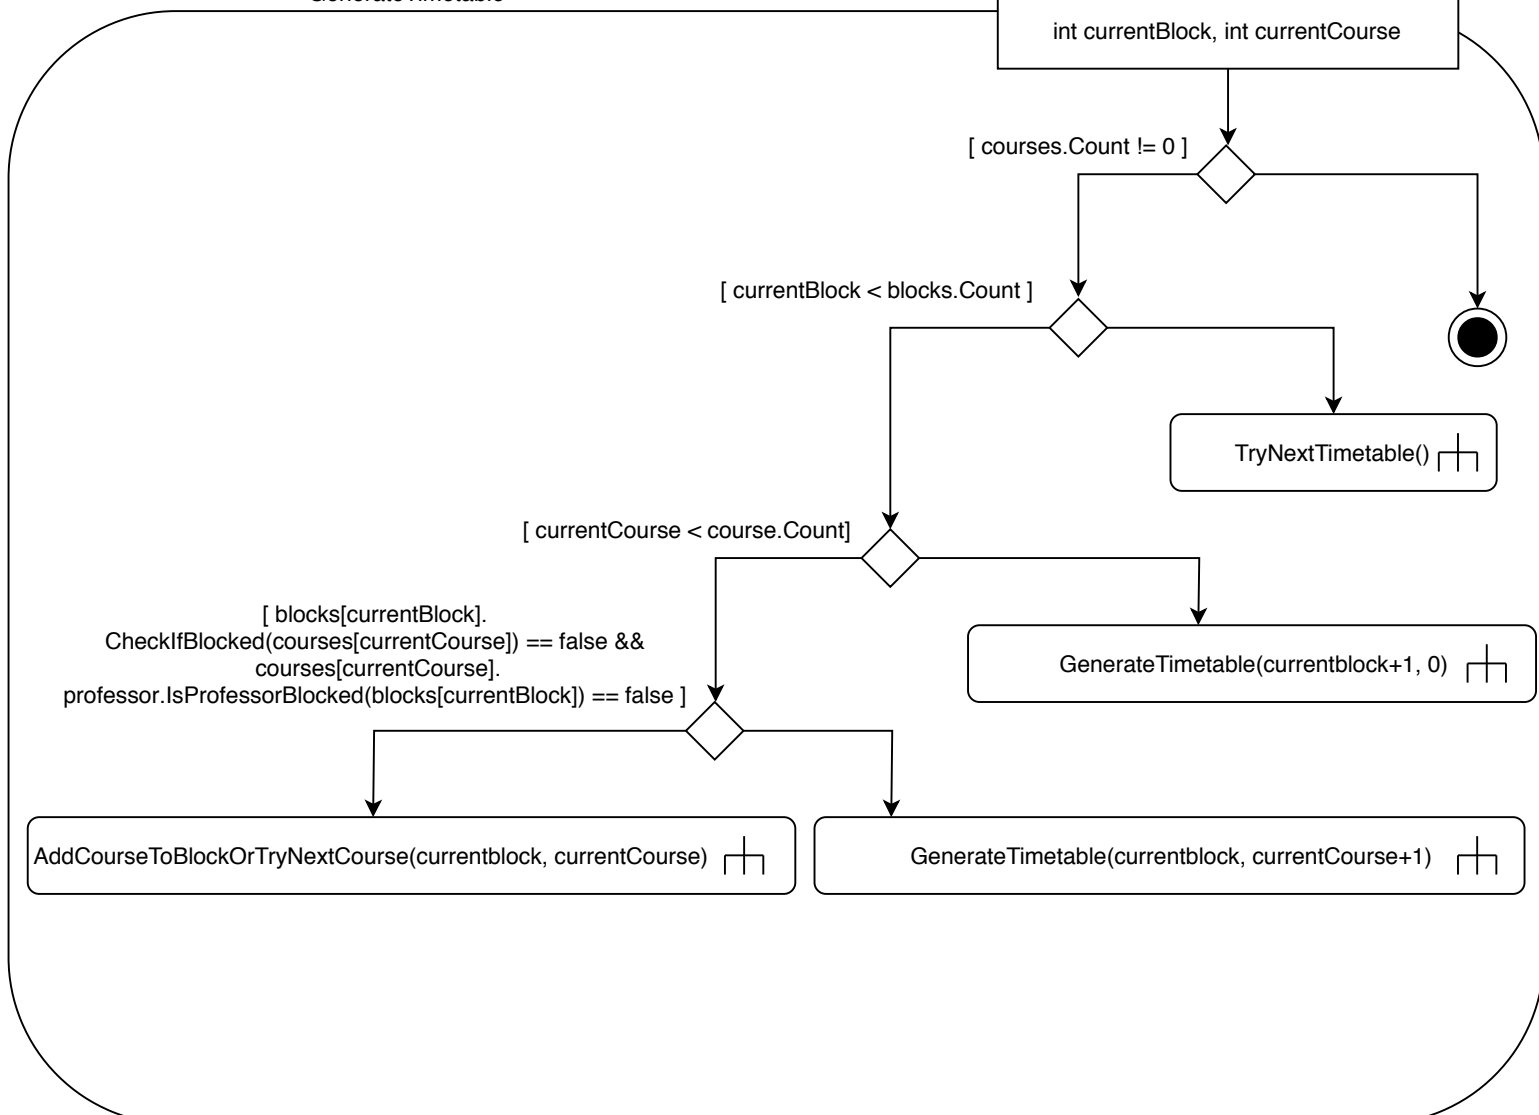 GenerateTimetable
int currentBlock, int currentCourse
[ courses.Count != 0 ]
[ currentBlock < blocks.Count ]
TryNextTimetable()
[ currentCourse < course.Count]
[ blocks[currentBlock].
CheckIfBlocked(courses[currentCourse]) == false &&
courses[currentCourse].
professor.IsProfessorBlocked(blocks[currentBlock]) == false ]
GenerateTimetable(currentblock+1, 0)
AddCourseToBlockOrTryNextCourse(currentblock, currentCourse)
GenerateTimetable(currentblock, currentCourse+1)